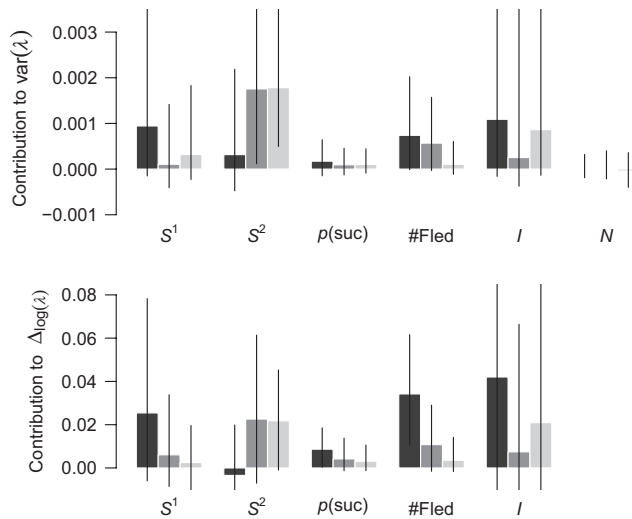 Contribution to var(λ)
0.003
0.002
0.001
0.000
−0.001
S¹ S² p(suc) #Fled I N
Contribution to Δlog(λ)
0.08
0.06
0.04
0.02
0.00
S¹ S² p(suc) #Fled I